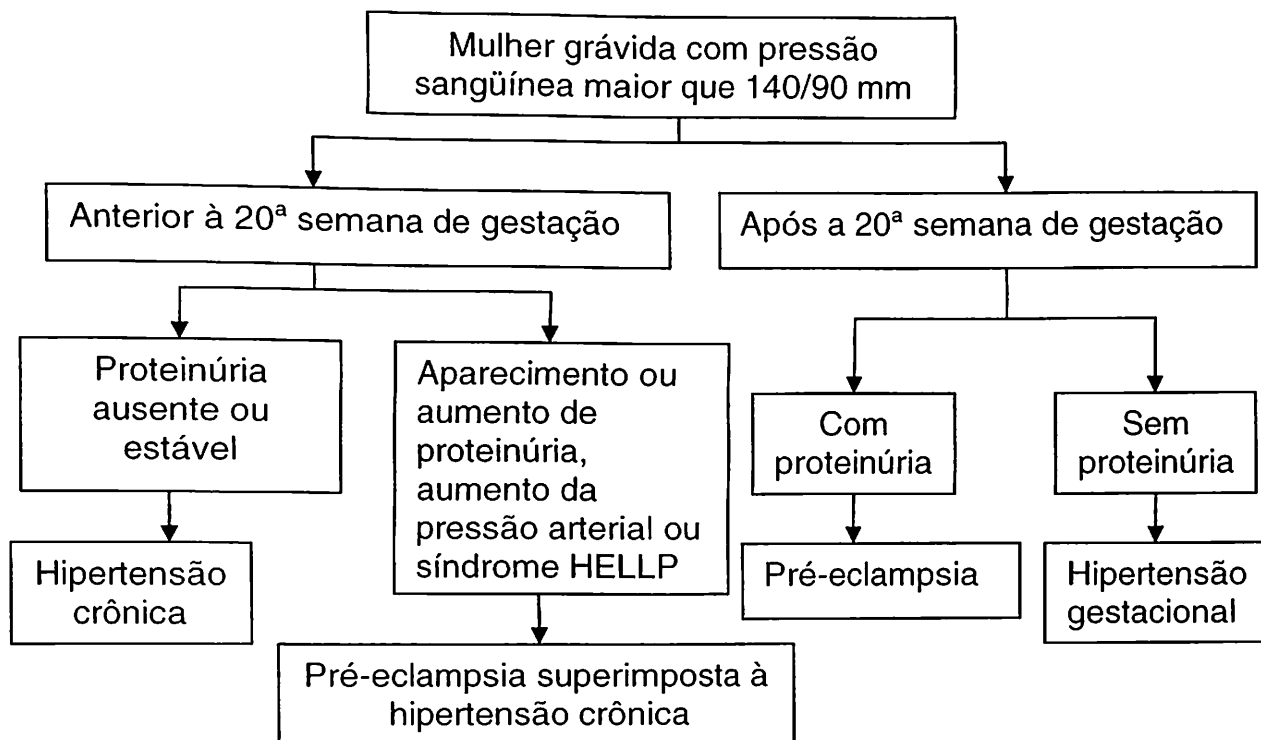 Mulher grávida com pressão
sangüínea maior que 140/90 mm
Anterior à 20ª semana de gestação
Após a 20ª semana de gestação
Proteinúria
ausente ou
estável
Aparecimento ou
aumento de
proteinúria,
aumento da
pressão arterial ou
síndrome HELLP
Com
proteinúria
Sem
proteinúria
Hipertensão
crônica
Pré-eclampsia
Hipertensão
gestacional
Pré-eclampsia superimposta à
hipertensão crônica